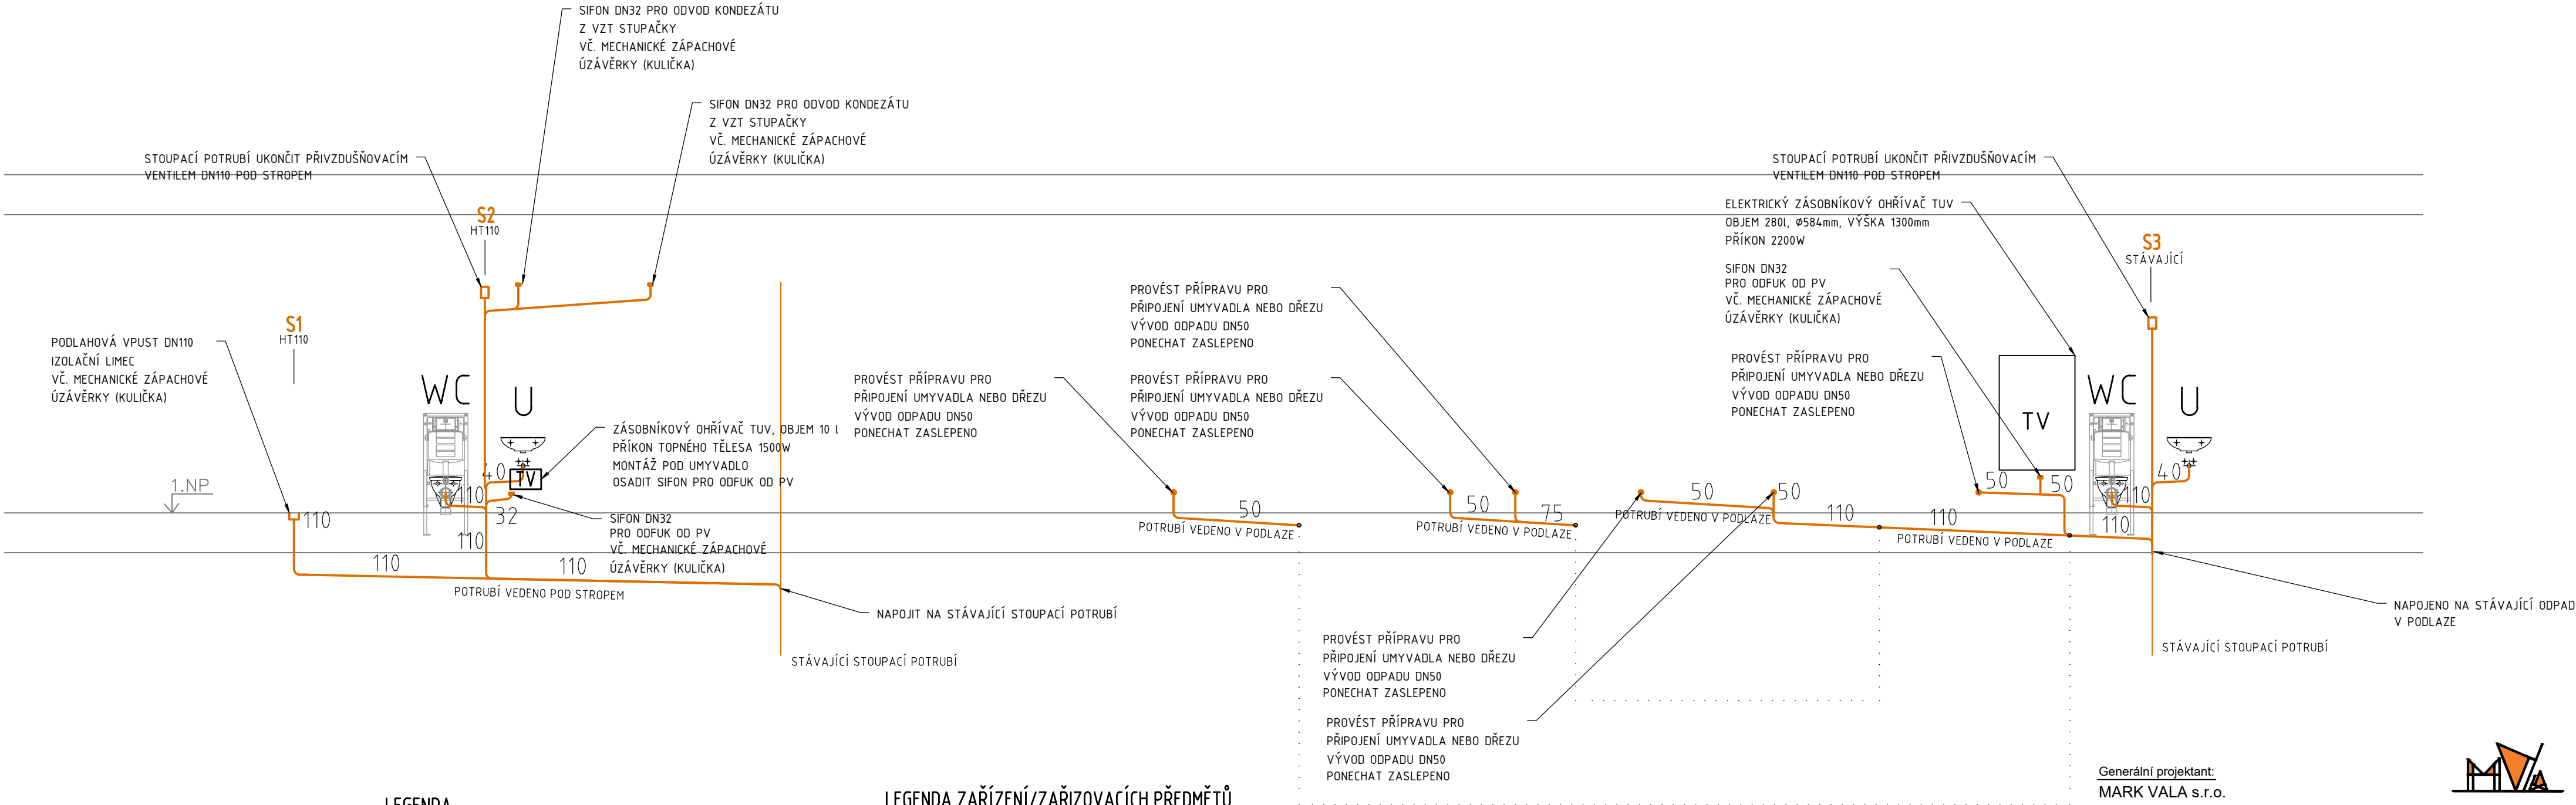 SIFON DN32 PRO ODVOD KONDEZÁTU
Z VZT STUPAČKY
VČ. MECHANICKÉ ZÁPACHOVÉ
ÚZÁVĚRKY (KULIČKA)
SIFON DN32 PRO ODVOD KONDEZÁTU
Z VZT STUPAČKY
VČ. MECHANICKÉ ZÁPACHOVÉ
ÚZÁVĚRKY (KULIČKA)
STOUPACÍ POTRUBÍ UKONČIT PŘIVZDUŠŇOVACÍM
VENTILEM DN110 POD STROPEM
S2
HT110
S1
HT110
PODLAHOVÁ VPUST DN110
IZOLAČNÍ LIMEC
VČ. MECHANICKÉ ZÁPACHOVÉ
ÚZÁVĚRKY (KULIČKA)
WC
U
ZÁSOBNÍKOVÝ OHŘÍVAČ TUV, OBJEM 10 l
PŘÍKON TOPNÉHO TĚLESA 1500W
MONTÁŽ POD UMYVADLO
OSADIT SIFON PRO ODFUK OD PV
40
TV
110
32
1.NP
110
110
SIFON DN32
PRO ODFUK OD PV
VČ. MECHANICKÉ ZÁPACHOVÉ
ÚZÁVĚRKY (KULIČKA)
110
110
POTRUBÍ VEDENO POD STROPEM
NAPOJIT NA STÁVAJÍCÍ STOUPACÍ POTRUBÍ
STÁVAJÍCÍ STOUPACÍ POTRUBÍ
PROVÉST PŘÍPRAVU PRO
PŘIPOJENÍ UMYVADLA NEBO DŘEZU
VÝVOD ODPADU DN50
PONECHAT ZASLEPENO
PROVÉST PŘÍPRAVU PRO
PŘIPOJENÍ UMYVADLA NEBO DŘEZU
VÝVOD ODPADU DN50
PONECHAT ZASLEPENO
PROVÉST PŘÍPRAVU PRO
PŘIPOJENÍ UMYVADLA NEBO DŘEZU
VÝVOD ODPADU DN50
PONECHAT ZASLEPENO
50
POTRUBÍ VEDENO V PODLAZE
50
75
POTRUBÍ VEDENO V PODLAZE
50
50
POTRUBÍ VEDENO V PODLAZE
110
110
POTRUBÍ VEDENO V PODLAZE
PROVÉST PŘÍPRAVU PRO
PŘIPOJENÍ UMYVADLA NEBO DŘEZU
VÝVOD ODPADU DN50
PONECHAT ZASLEPENO
PROVÉST PŘÍPRAVU PRO
PŘIPOJENÍ UMYVADLA NEBO DŘEZU
VÝVOD ODPADU DN50
PONECHAT ZASLEPENO
STOUPACÍ POTRUBÍ UKONČIT PŘIVZDUŠŇOVACÍM
VENTILEM DN110 POD STROPEM
ELEKTRICKÝ ZÁSOBNÍKOVÝ OHŘÍVAČ TUV
OBJEM 280l, Ø584mm, VÝŠKA 1300mm
PŘÍKON 2200W
SIFON DN32
PRO ODFUK OD PV
VČ. MECHANICKÉ ZÁPACHOVÉ
ÚZÁVĚRKY (KULIČKA)
PROVÉST PŘÍPRAVU PRO
PŘIPOJENÍ UMYVADLA NEBO DŘEZU
VÝVOD ODPADU DN50
PONECHAT ZASLEPENO
S3
STÁVAJÍCÍ
TV
WC
U
50
50
40
110
110
NAPOJENO NA STÁVAJÍCÍ ODPAD
V PODLAZE
STÁVAJÍCÍ STOUPACÍ POTRUBÍ
LEGENDA
LEGENDA ZAŘÍZENÍ/ZAŘIZOVACÍCH PŘEDMĚTŮ
Generální projektant:
MARK VALA s.r.o.